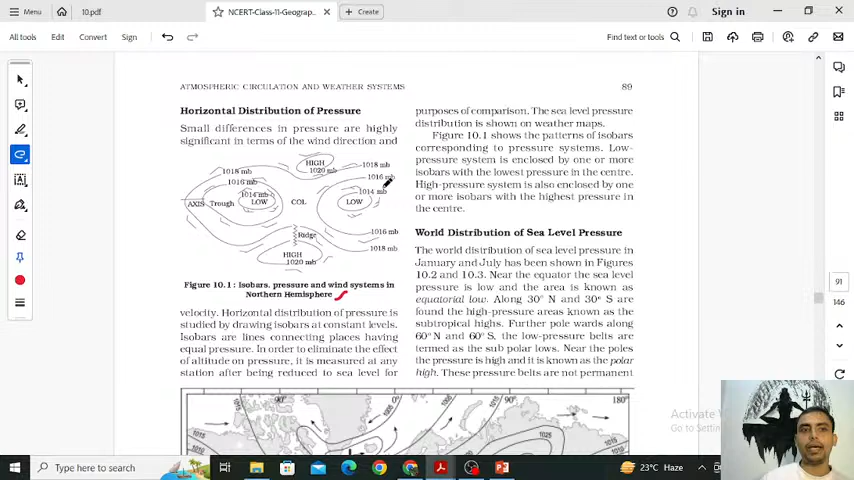 Menu
10.pdf
NCERT-Class-11-Geograp...
Create
Sign in
All tools
Edit
Convert
Sign
Find text or tools
ATMOSPHERIC CIRCULATION AND WEATHER SYSTEMS
89
Horizontal Distribution of Pressure
Small differences in pressure are highly
significant in terms of the wind direction and
HIGH
1020 mb
1018 mb
1018 mb
1016 mb
1016 mb
1014 mb
1014 mb
AXIS
Trough
LOW
COL
LOW
Ridge
1016 mb
1018 mb
HIGH
1020 mb
Figure 10.1 : Isobars, pressure and wind systems in
Northern Hemisphere
velocity. Horizontal distribution of pressure is
studied by drawing isobars at constant levels.
Isobars are lines connecting places having
equal pressure. In order to eliminate the effect
of altitude on pressure, it is measured at any
station after being reduced to sea level for
purposes of comparison. The sea level pressure
distribution is shown on weather maps.
Figure 10.1 shows the patterns of isobars
corresponding to pressure systems. Low-
pressure system is enclosed by one or more
isobars with the lowest pressure in the centre.
High-pressure system is also enclosed by one
or more isobars with the highest pressure in
the centre.
World Distribution of Sea Level Pressure
The world distribution of sea level pressure in
January and July has been shown in Figures
10.2 and 10.3. Near the equator the sea level
pressure is low and the area is known as
equatorial low. Along 30° N and 30° S are
found the high-pressure areas known as the
subtropical highs. Further pole wards along
60° N and 60° S, the low-pressure belts are
termed as the sub polar lows. Near the poles
the pressure is high and it is known as the polar
high. These pressure belts are not permanent
90°
0°
90°
180°
1015
1005
1025
91
146
Activate
Go to Setting
Type here to search
23°C Haze